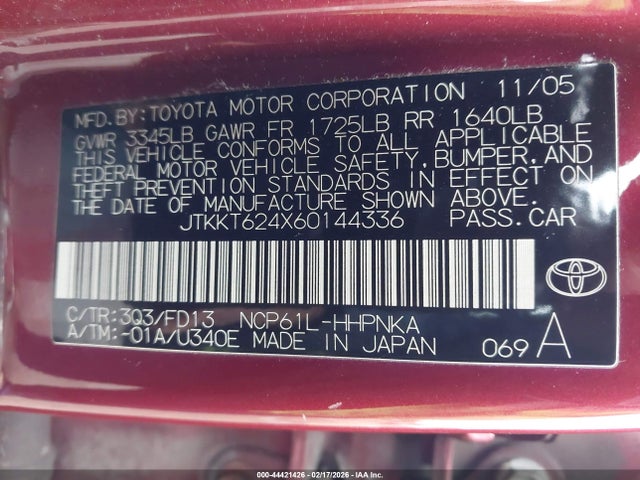 MFD. BY: TOYOTA MOTOR CORPORATION 11/05
GVWR 3345LB GAWR FR 1725LB RR 1640LB
THIS VEHICLE CONFORMS TO ALL APPLICABLE
FEDERAL MOTOR VEHICLE SAFETY, BUMPER, AND
THEFT PREVENTION STANDARDS IN EFFECT ON
THE DATE OF MANUFACTURE SHOWN ABOVE.
JTKKT624X60144336 PASS.CAR
C/TR:3Q3/FD13 NCP61L-HHPNKA
A/TM:-01A/U340E MADE IN JAPAN 069 A
000-44421426 - 02/17/2026 - IAA, Inc.